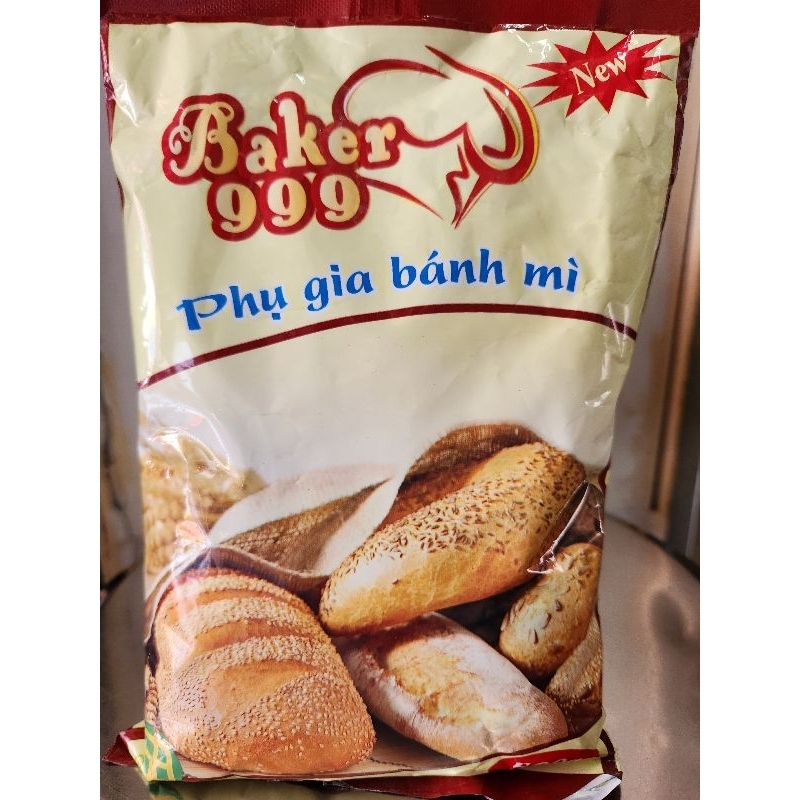 New
Baker
999
Phụ gia bánh mì